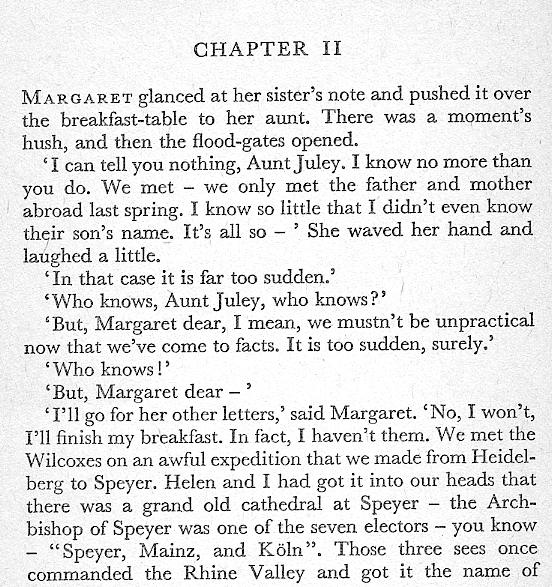 CHAPTER II
MARGARET glanced at her sister's note and pushed it over
the breakfast-table to her aunt. There was a moment's
hush, and then the flood-gates opened.
‘I can tell you nothing, Aunt Juley. I know no more than
you do. We met – we only met the father and mother
abroad last spring. I know so little that I didn't even know
their son's name. It's all so – ’ She waved her hand and
laughed a little.
‘In that case it is far too sudden.’
‘Who knows, Aunt Juley, who knows?’
‘But, Margaret dear, I mean, we mustn't be unpractical
now that we've come to facts. It is too sudden, surely.’
‘Who knows!’
‘But, Margaret dear – ’
‘I'll go for her other letters,’ said Margaret. ‘No, I won't,
I'll finish my breakfast. In fact, I haven't them. We met the
Wilcoxes on an awful expedition that we made from Heidel-
berg to Speyer. Helen and I had got it into our heads that
there was a grand old cathedral at Speyer – the Arch-
bishop of Speyer was one of the seven electors – you know
– “Speyer, Mainz, and Köln”. Those three sees once
commanded the Rhine Valley and got it the name of